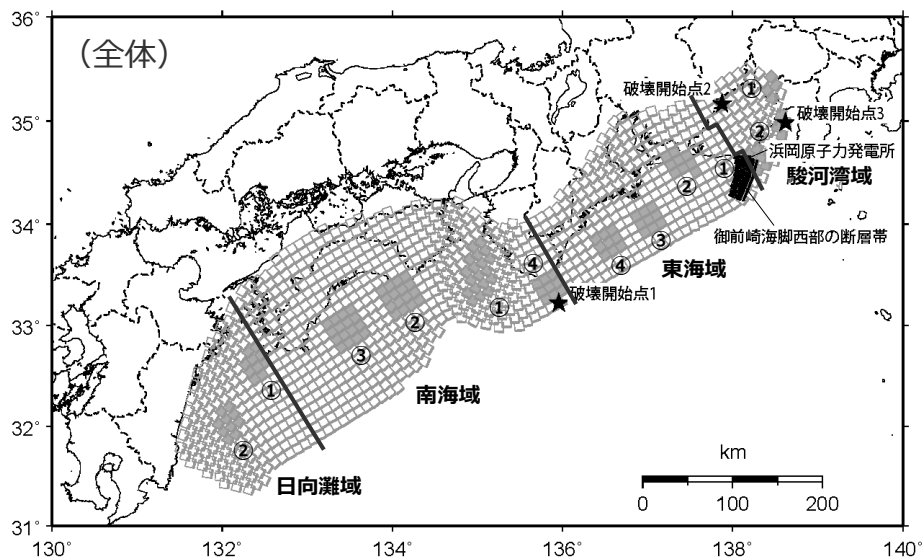 36°
(全体)
破壊開始点2
①
35°
破壊開始点3
②
浜岡原子力発電所
①
②
駿河湾域
34°
御前崎海脚西部の断層帯
③
④
④
東海域
破壊開始点1
①
33°
②
③
南海域
①
32°
②
km
日向灘域
0 50 100 150 200
31°
130° 132° 134° 136° 138° 140°